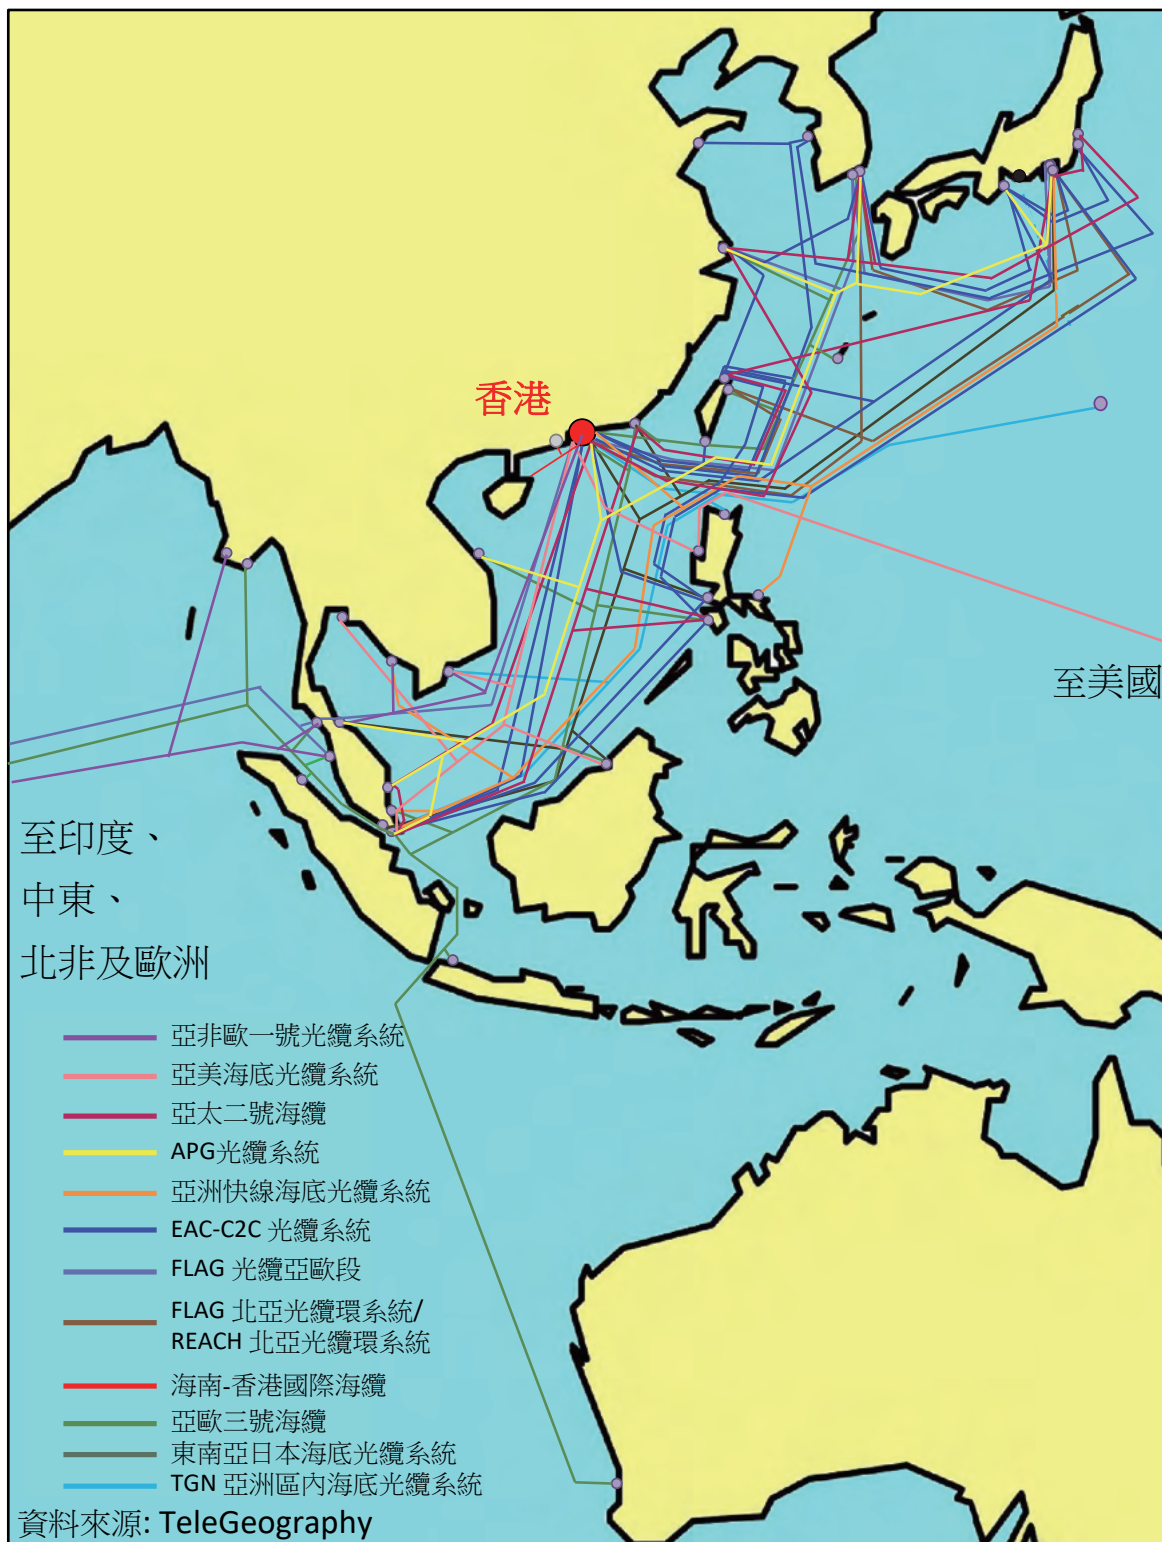 香港
至美國
至印度、
中東、
北非及歐洲
亞非歐一號光纜系統
亞美海底光纜系統
亞太二號海纜
APG光纜系統
亞洲快線海底光纜系統
EAC-C2C 光纜系統
FLAG 光纜亞歐段
FLAG 北亞光纜環系統/
REACH 北亞光纜環系統
海南-香港國際海纜
亞歐三號海纜
東南亞日本海底光纜系統
TGN 亞洲區內海底光纜系統
資料來源: TeleGeography